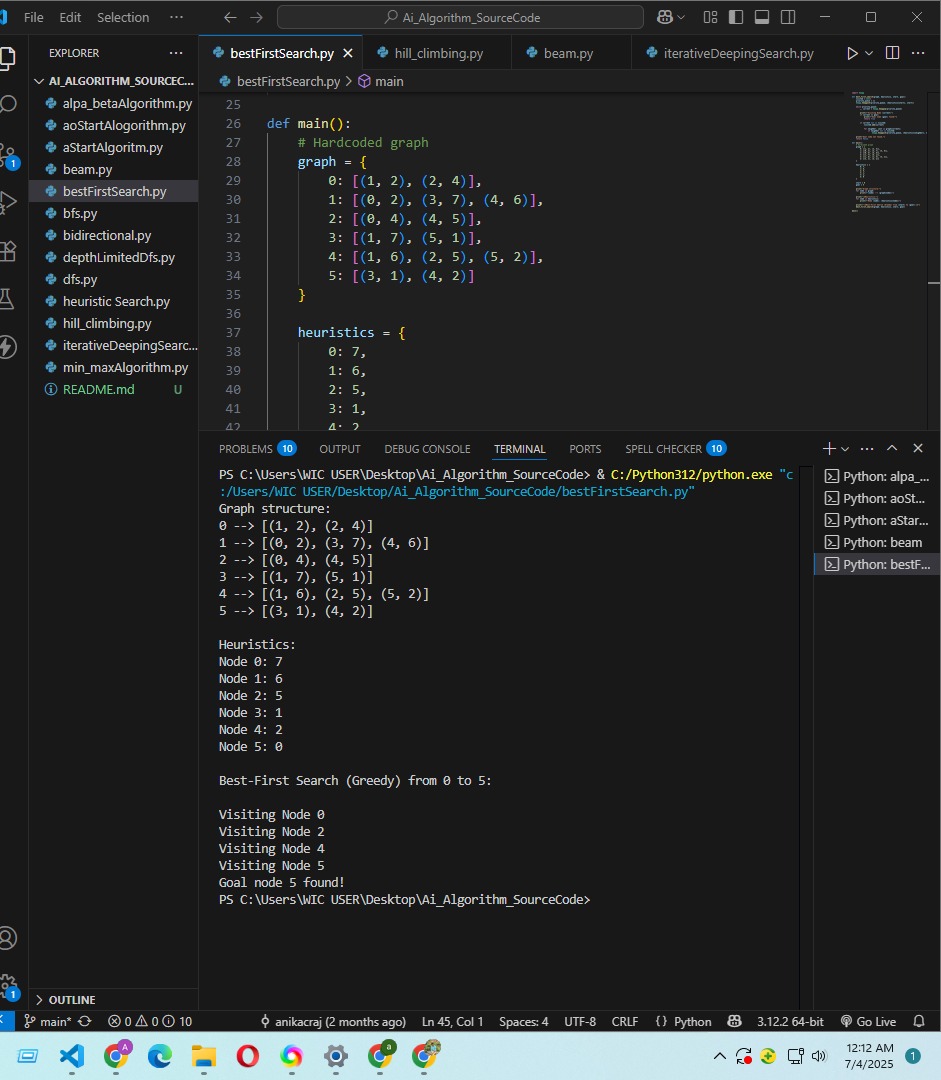 File Edit Selection ··· Ai_Algorithm_SourceCode
EXPLORER ···
AI_ALGORITHM_SOURCEC...
alpa_betaAlgorithm.py
aoStartAlogorithm.py
aStartAlgoritm.py
beam.py
bestFirstSearch.py
bfs.py
bidirectional.py
depthLimitedDfs.py
dfs.py
heuristic Search.py
hill_climbing.py
iterativeDeepingSearc...
min_maxAlgorithm.py
README.md U
1
OUTLINE
1
bestFirstSearch.py hill_climbing.py beam.py iterativeDeepingSearch.py ···
bestFirstSearch.py > main
25
26 def main():
27 # Hardcoded graph
28 graph = {
29 0: [(1, 2), (2, 4)],
30 1: [(0, 2), (3, 7), (4, 6)],
31 2: [(0, 4), (4, 5)],
32 3: [(1, 7), (5, 1)],
33 4: [(1, 6), (2, 5), (5, 2)],
34 5: [(3, 1), (4, 2)]
35 }
36
37 heuristics = {
38 0: 7,
39 1: 6,
40 2: 5,
41 3: 1,
42 4: 2
PROBLEMS 10 OUTPUT DEBUG CONSOLE TERMINAL PORTS SPELL CHECKER 10 ···
PS C:\Users\WIC USER\Desktop\Ai_Algorithm_SourceCode> & C:/Python312/python.exe "c
:/Users/WIC USER/Desktop/Ai_Algorithm_SourceCode/bestFirstSearch.py"
Graph structure:
0 --> [(1, 2), (2, 4)]
1 --> [(0, 2), (3, 7), (4, 6)]
2 --> [(0, 4), (4, 5)]
3 --> [(1, 7), (5, 1)]
4 --> [(1, 6), (2, 5), (5, 2)]
5 --> [(3, 1), (4, 2)]
Heuristics:
Node 0: 7
Node 1: 6
Node 2: 5
Node 3: 1
Node 4: 2
Node 5: 0
Best-First Search (Greedy) from 0 to 5:
Visiting Node 0
Visiting Node 2
Visiting Node 4
Visiting Node 5
Goal node 5 found!
PS C:\Users\WIC USER\Desktop\Ai_Algorithm_SourceCode>
Python: alpa_...
Python: aoSt...
Python: aStar...
Python: beam
Python: bestF...
main* 0 0 10 anikacraj (2 months ago) Ln 45, Col 1 Spaces: 4 UTF-8 CRLF {} Python 3.12.2 64-bit Go Live
A a
12:12 AM
7/4/2025
1